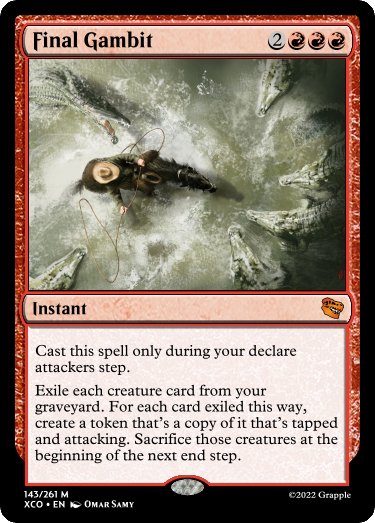 Final Gambit 2
Instant
Cast this spell only during your declare
attackers step.
Exile each creature card from your
graveyard. For each card exiled this way,
create a token that's a copy of it that's tapped
and attacking. Sacrifice those creatures at the
beginning of the next end step.
143/261 M
XCO • EN Omar Samy
©2022 Grapple